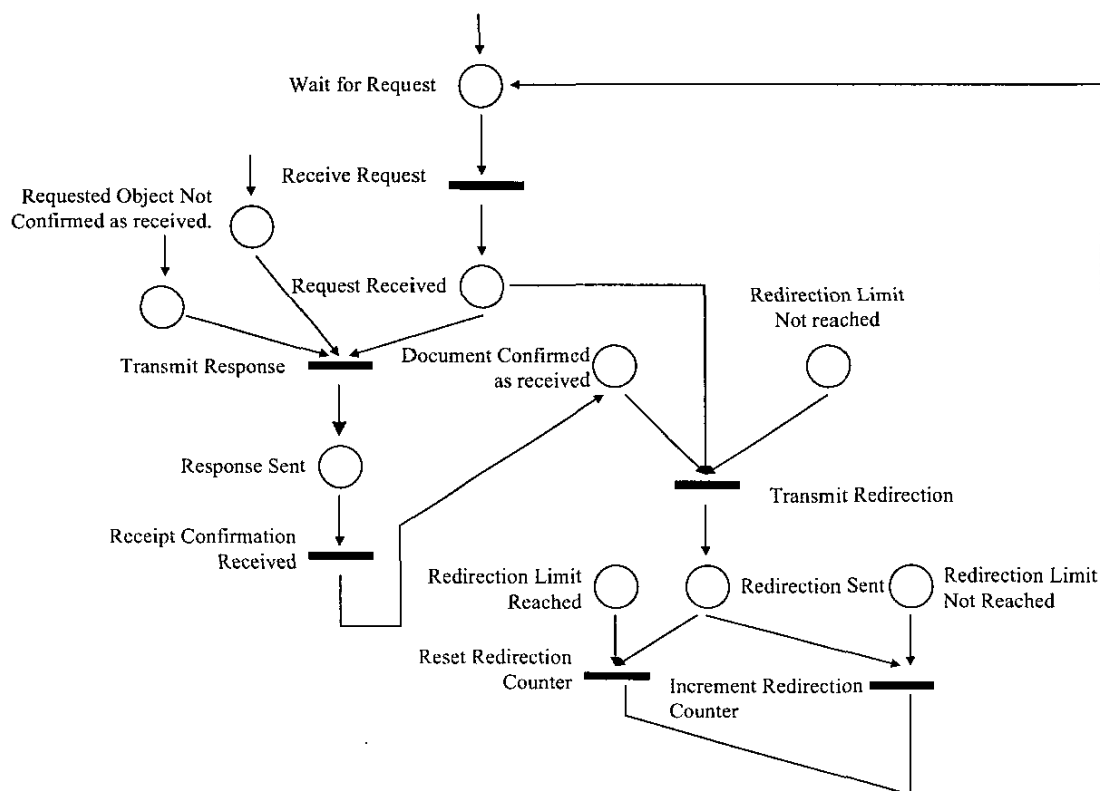 Wait for Request
Receive Request
Requested Object Not
Confirmed as received.
Request Received
Redirection Limit
Not reached
Transmit Response
Document Confirmed
as received
Response Sent
Transmit Redirection
Receipt Confirmation
Received
Redirection Limit
Reached
Redirection Sent
Redirection Limit
Not Reached
Reset Redirection
Counter
Increment Redirection
Counter